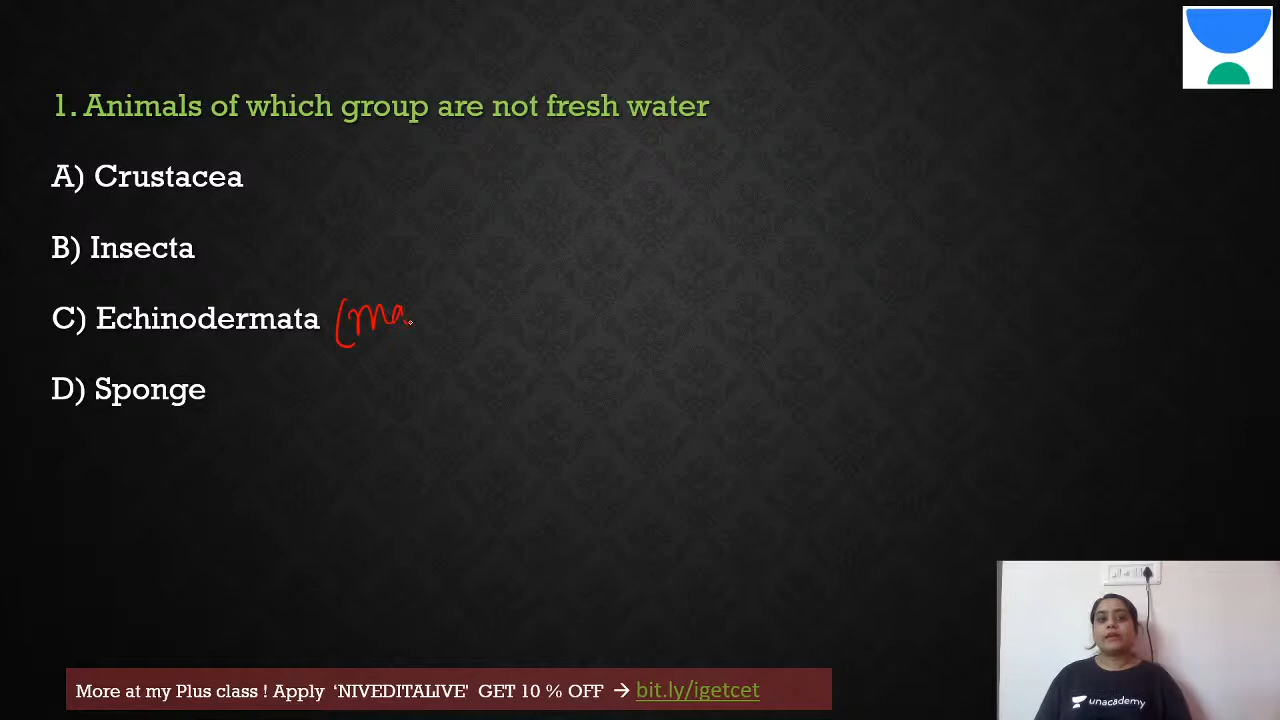 1. Animals of which group are not fresh water
A) Crustacea
B) Insecta
C) Echinodermata (ma
D) Sponge
More at my Plus class ! Apply 'NIVEDITALIVE' GET 10 % OFF → bit.ly/igetcet
unacademy